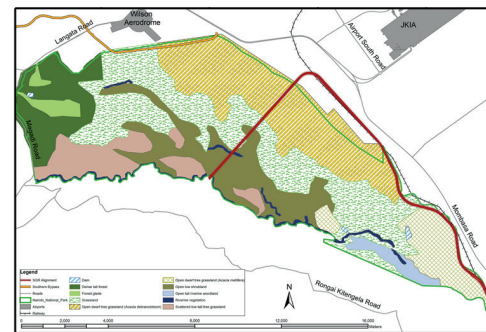 Wilson
Aerodrome
JKIA
Langata Road
Airport South Road
Magadi Road
Mombasa Road
Rongai Kitengela Road
N
Legend
SGR Alignment
Southern Bypass
Roads
Nairobi_National_Park
Airports
Railway
Dam
Dense tall forest
Forest glade
Grassland
Open dwarf tree grassland (Acacia drepanolobium)
Open dwarf tree grassland (Acacia mellifera)
Open low shrubland
Open tall riverine woodland
Riverine vegetation
Scattered low tall tree grassland
0 2,000 4,000 8,000 12,000 16,000
Meters